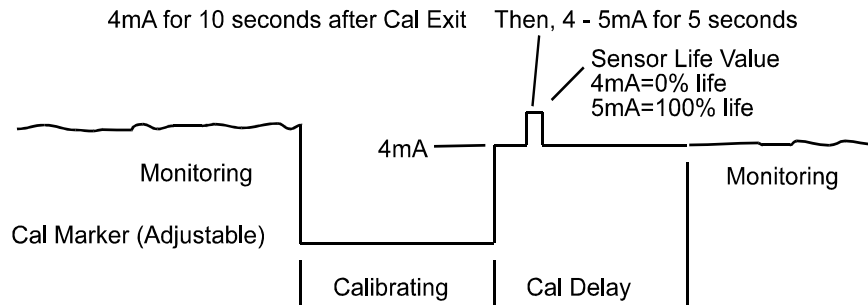 4mA for 10 seconds after Cal Exit
Then, 4 - 5mA for 5 seconds
Sensor Life Value
4mA=0% life
5mA=100% life
4mA
Monitoring
Monitoring
Cal Marker (Adjustable)
Calibrating
Cal Delay